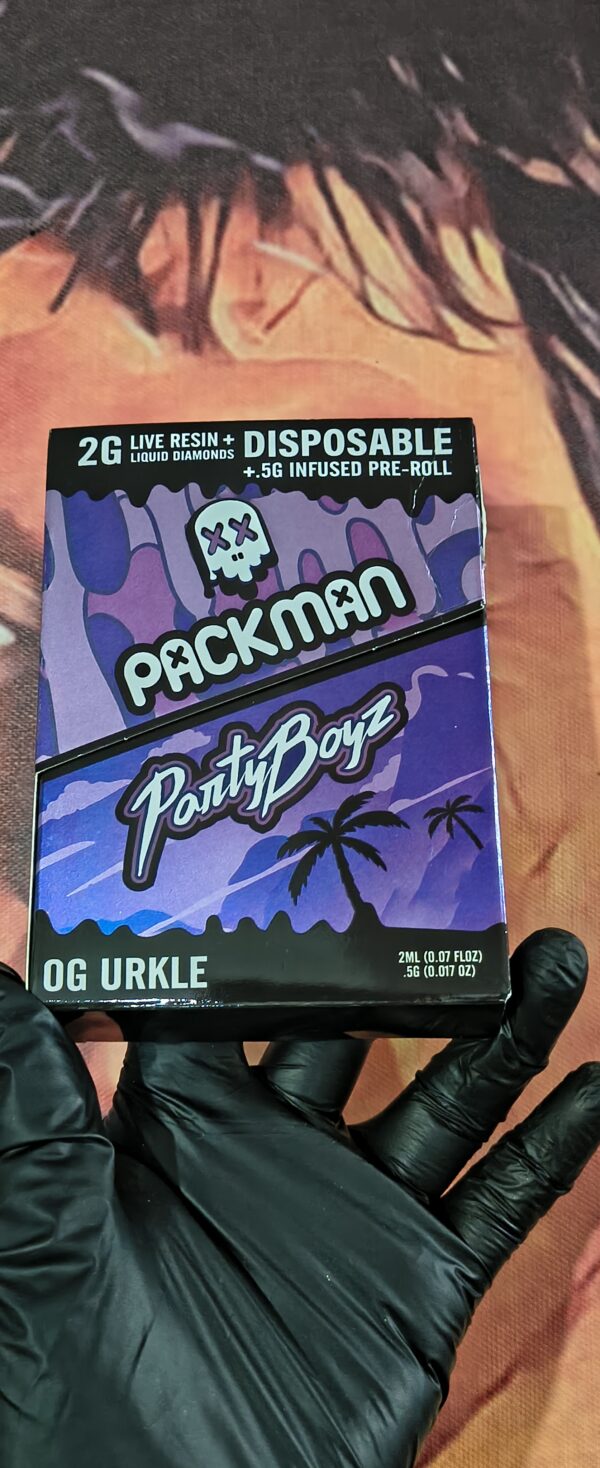 2G LIVE RESIN + DISPOSABLE
LIQUID DIAMONDS
+.5G INFUSED PRE-ROLL
PACKMAN
PartyBoyz
OG URKLE
2ML (0.07 FLOZ)
.5G (0.017 OZ)